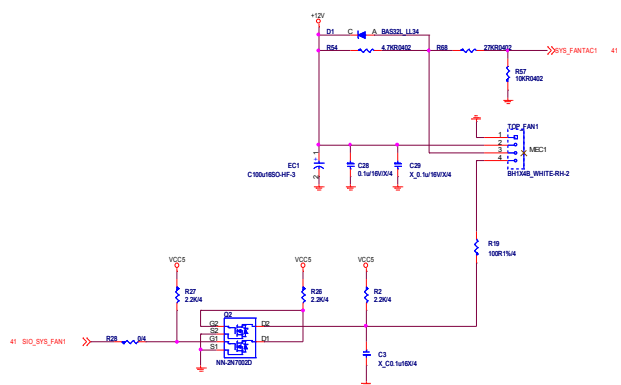 +12V
D1 C A BAS32L_LL34
R54 4.7KR0402 R68 27KR0402 SYS_FANTAC1 41
R57
10KR0402
TOP_FAN1
1
2
3
4
MEC1
BH1X4B_WHITE-RH-2
EC1
C100u16SO-HF-3
1
+
2
C28
0.1u/16V/X/4
C29
X_0.1u/16V/X/4
R19
100R1%/4
VCC5 VCC5 VCC5
R27
2.2K/4
R26
2.2K/4
R2
2.2K/4
Q2
G2 D2
S2
G1 D1
S1
NN-2N7002D
41 SIO_SYS_FAN1 R28 0/4
C3
X_C0.1u16X/4